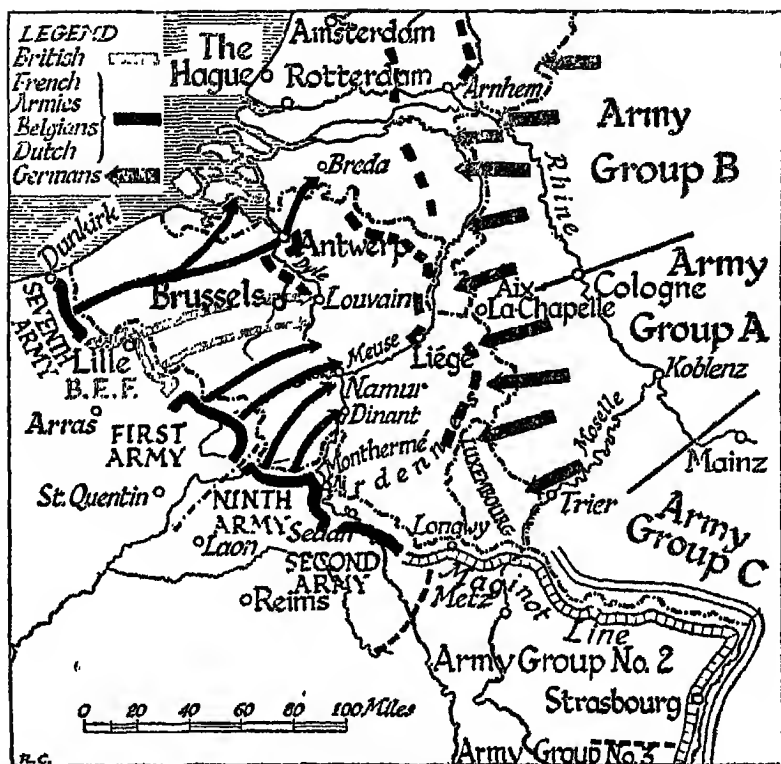 LEGEND
British
French
Armies
Belgians
Dutch
Germans
The
Hague
Amsterdam
Rotterdam
Arnhem
Army
Group B
Rhine
Breda
Dunkirk
Antwerp
Dyle
Brussels
Louvain
Aix
La Chapelle
Cologne
Army
Group A
SEVENTH
ARMY
Lille
B.E.F.
Meuse
Liége
Namur
Koblenz
Arras
Dinant
FIRST
ARMY
Monthermé
Ardennes
Moselle
Mainz
LUXEMBOURG
St. Quentin
NINTH
ARMY
Trier
Laon
Sedan
Longwy
Army
Group C
SECOND
ARMY
Reims
Metz
Maginot
Line
Army Group No. 2
Strasbourg
0 20 40 60 80 100 Miles
Army Group No. 3
R.C.